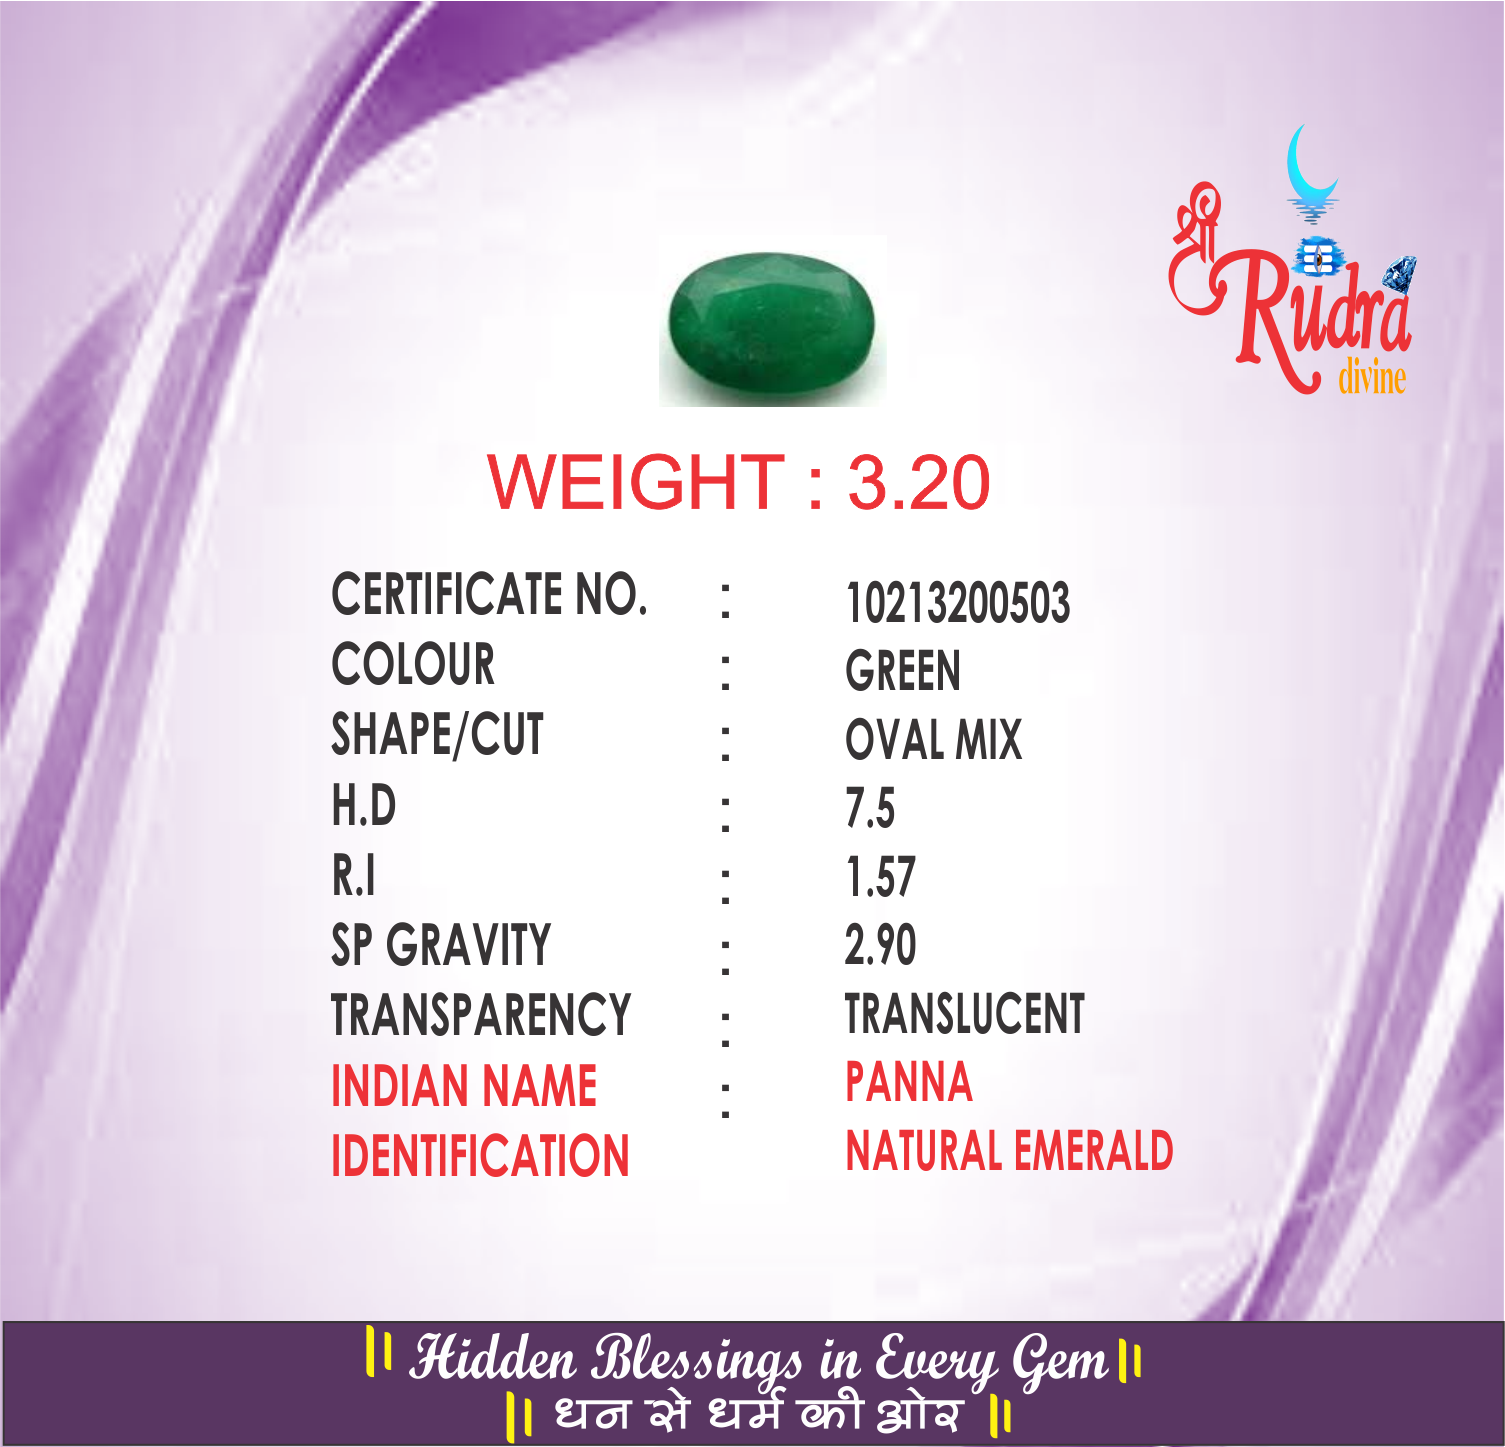 श्री
Rudra
divine
WEIGHT : 3.20
CERTIFICATE NO. : 10213200503
COLOUR : GREEN
SHAPE/CUT : OVAL MIX
H.D : 7.5
R.I : 1.57
SP GRAVITY : 2.90
TRANSPARENCY : TRANSLUCENT
INDIAN NAME : PANNA
IDENTIFICATION NATURAL EMERALD
|| Hidden Blessings in Every Gem ||
|| धन से धर्म की ओर ||